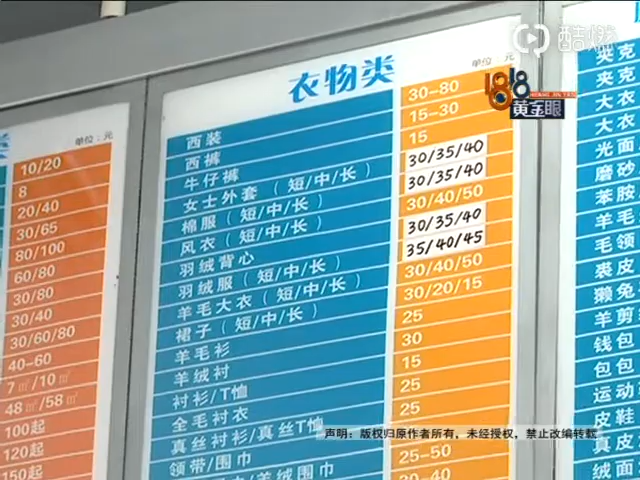 酷燃
1818
黄金眼
单位：元
10/20
8
20/40
30/65
80/100
60/80
30/80
30/40
30/60/80
40-60
7㎡/10㎡
48㎡/58㎡
100起
120起
150起
衣物类
单位：元
西装
30-80
西裤
15-30
牛仔裤
15
女士外套（短/中/长）
30/35/40
棉服（短/中/长）
30/35/40
风衣（短/中/长）
30/40/50
羽绒背心
30/35/40
羽绒服（短/中/长）
35/40/45
羊毛大衣（短/中/长）
30/40/50
裙子（短/中/长）
30/20/15
羊毛衫
25
羊绒衬
30
衬衫/T恤
15
全毛衬衣
25
真丝衬衫/真丝T恤
25
领带/围巾
25-50
夹克
夹克
大衣
大衣
光面
磨砂
苯胺
羊毛
毛领
裘皮
獭兔
羊剪
钱包
包包
运动
皮鞋
真皮
绒面
声明：版权归原作者所有，未经授权，禁止改编转载